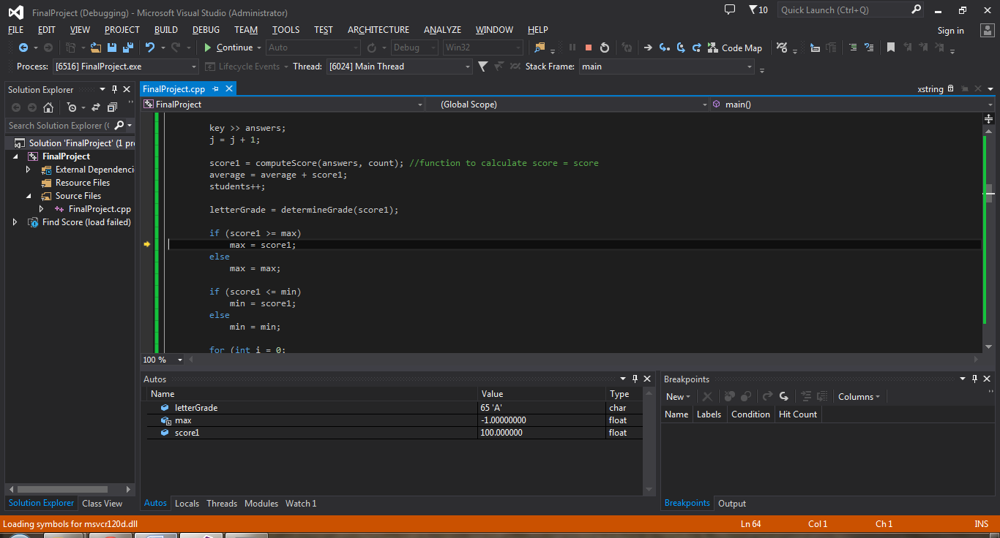 FinalProject (Debugging) - Microsoft Visual Studio (Administrator)
10
Quick Launch (Ctrl+Q)
FILE EDIT VIEW PROJECT BUILD DEBUG TEAM TOOLS TEST ARCHITECTURE ANALYZE WINDOW HELP
Sign in
Continue Auto Debug Win32 Code Map
Process: [6516] FinalProject.exe Lifecycle Events Thread: [6024] Main Thread Stack Frame: main
Solution Explorer
FinalProject.cpp
xstring
FinalProject (Global Scope) main()
Search Solution Explorer (
Solution 'FinalProject' (1 pr
FinalProject
External Dependenci
Resource Files
Source Files
FinalProject.cpp
Find Score (load failed)
key >> answers;
j = j + 1;
score1 = computeScore(answers, count); //function to calculate score = score
average = average + score1;
students++;
letterGrade = determineGrade(score1);
if (score1 >= max)
max = score1;
else
max = max;
if (score1 <= min)
min = score1;
else
min = min;
for (int i = 0;
100 %
Solution Explorer Class View
Autos
Name Value Type
letterGrade 65 'A' char
max -1.00000000 float
score1 100.000000 float
Autos Locals Threads Modules Watch 1
Breakpoints
New Columns
Name Labels Condition Hit Count
Breakpoints Output
Loading symbols for msvcr120d.dll
Ln 64 Col 1 Ch 1 INS